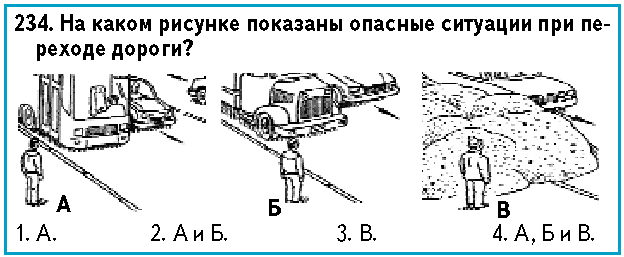 234. На каком рисунке показаны опасные ситуации при пе-
реходе дороги?
А Б В
1. А. 2. А и Б. 3. В. 4. А, Б и В.